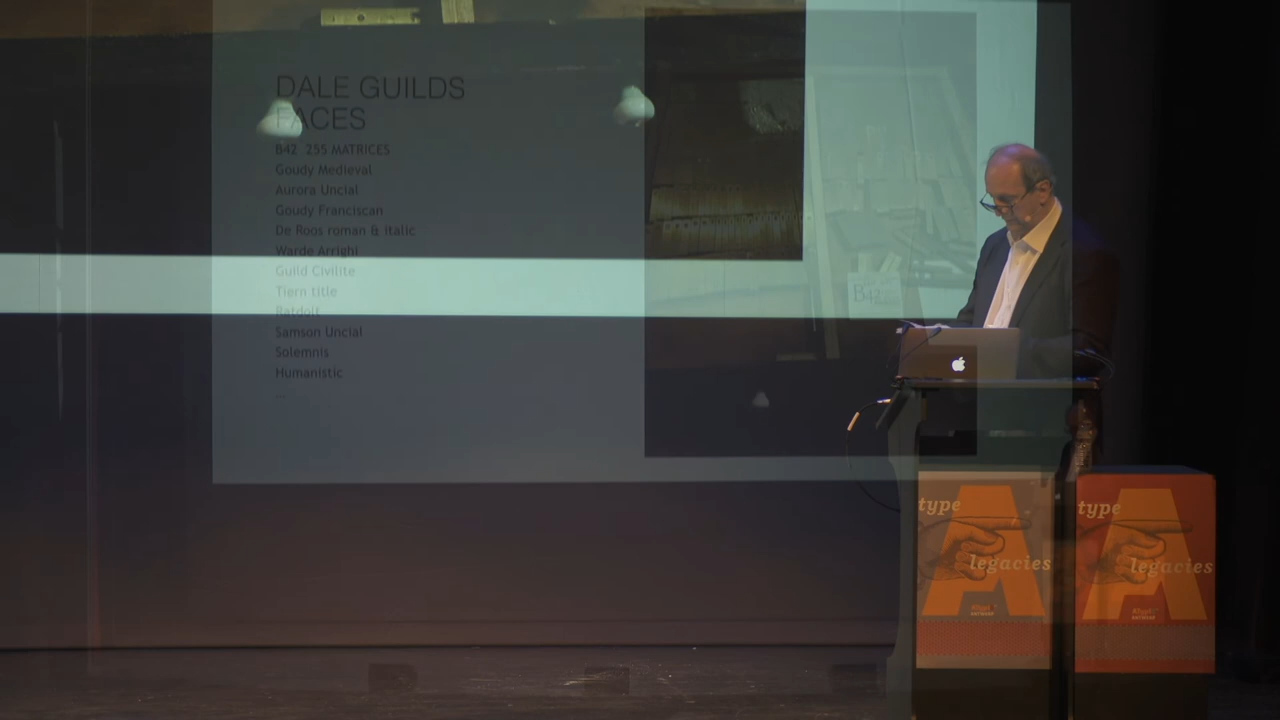 DALE GUILDS
FACES
B42 255 MATRICES
Goudy Medieval
Aurora Uncial
Goudy Franciscan
De Roos roman & italic
Warde Arrighi
Guild Civilite
Tiern title
Ratdolt
Samson Uncial
Solemnis
Humanistic
...
B42
type
legacies
type
legacies